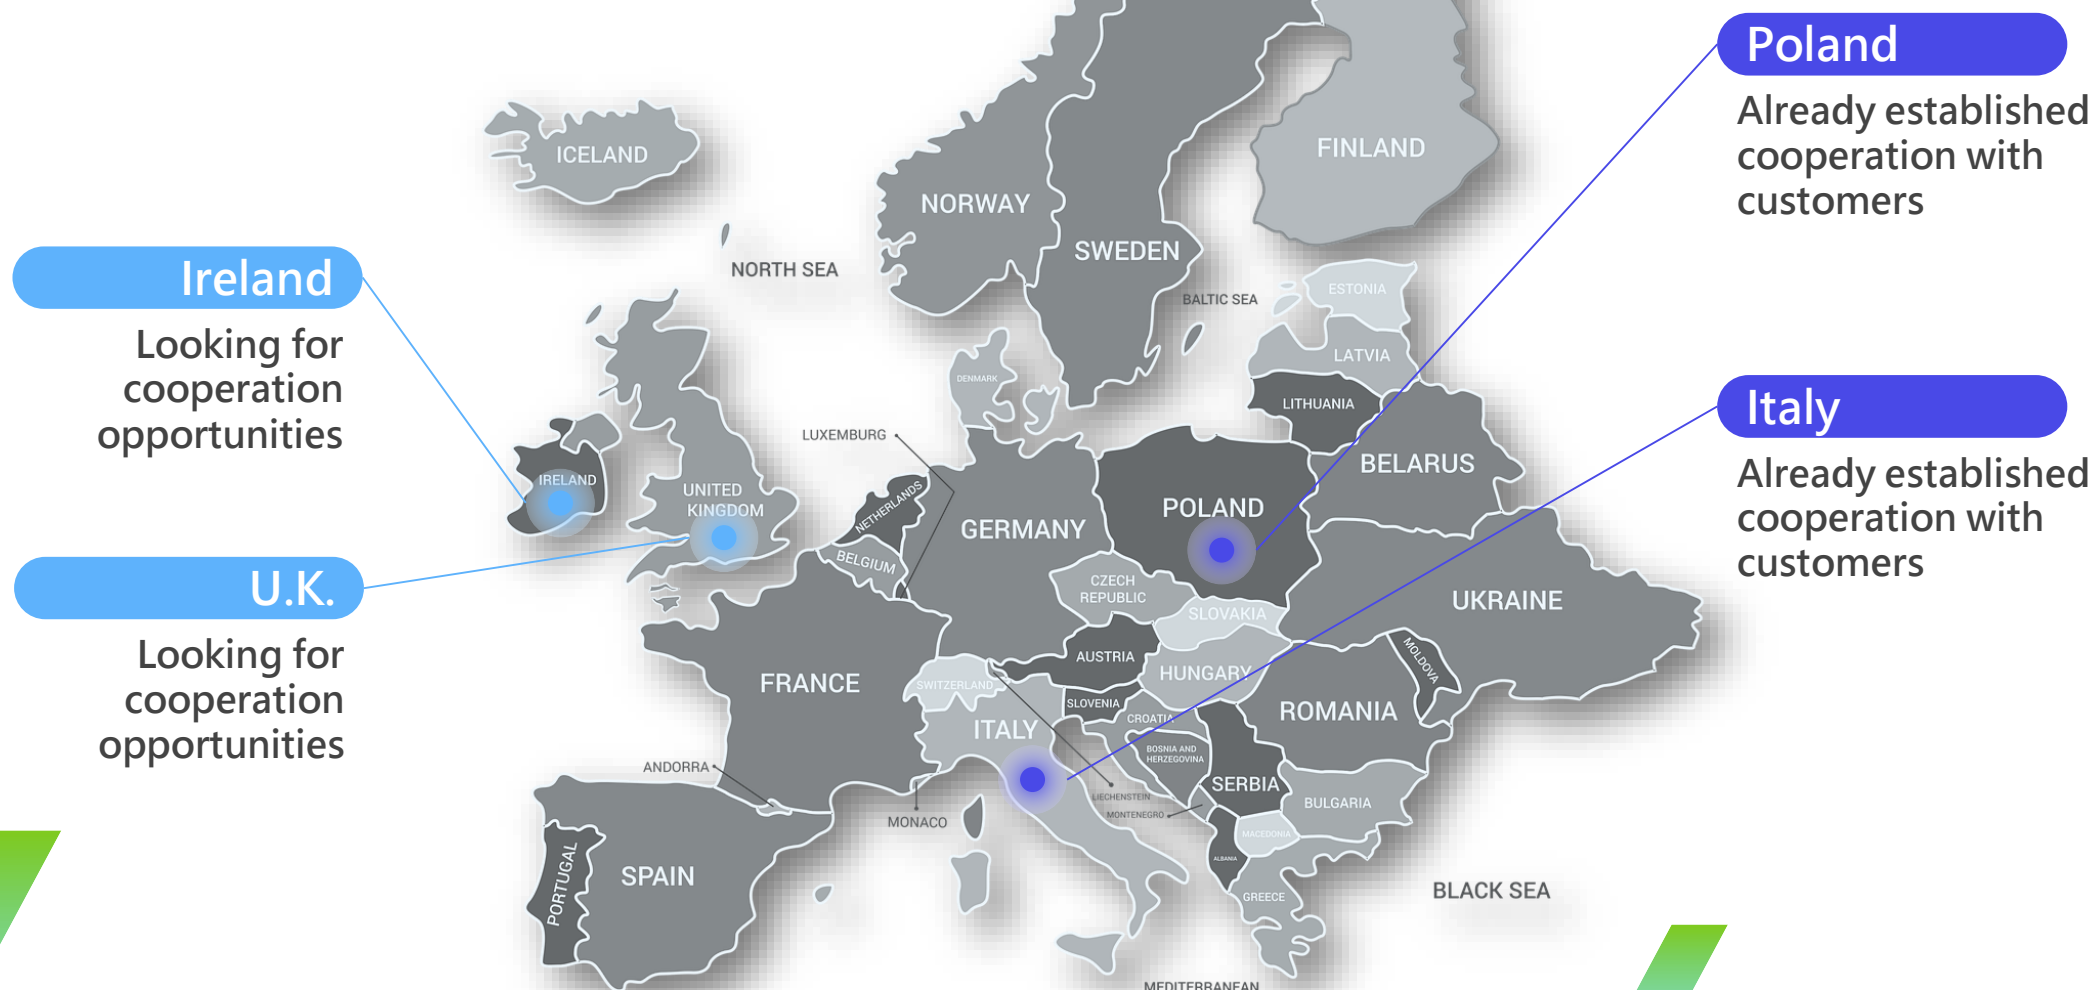 Poland
Already established
cooperation with
customers
Italy
Already established
cooperation with
customers
Ireland
Looking for
cooperation
opportunities
U.K.
Looking for
cooperation
opportunities
ICELAND
NORWAY
SWEDEN
FINLAND
NORTH SEA
BALTIC SEA
ESTONIA
LATVIA
LITHUANIA
DENMARK
LUXEMBURG
IRELAND
UNITED
KINGDOM
NETHERLANDS
BELGIUM
GERMANY
POLAND
BELARUS
CZECH
REPUBLIC
SLOVAKIA
UKRAINE
AUSTRIA
HUNGARY
MOLDOVA
FRANCE
SWITZERLAND
SLOVENIA
CROATIA
ROMANIA
ITALY
BOSNIA AND
HERZEGOVINA
SERBIA
ANDORRA
MONACO
LIECHENSTEIN
MONTENEGRO
BULGARIA
MACEDONIA
ALBANIA
GREECE
PORTUGAL
SPAIN
BLACK SEA
MEDITERRANEAN